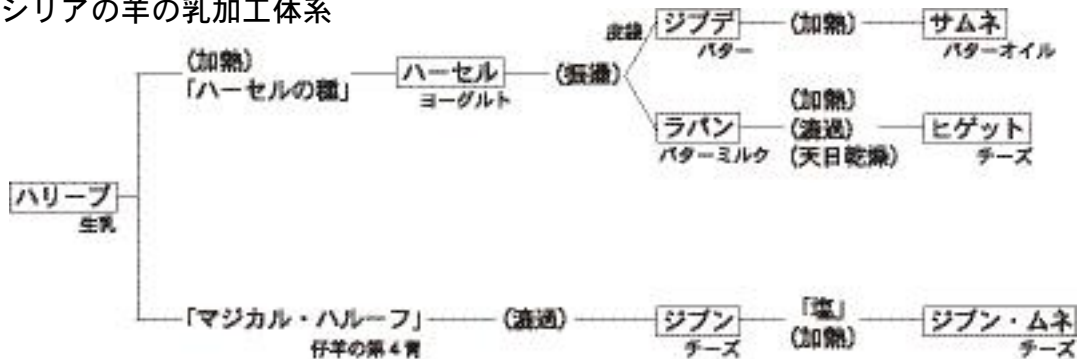 シリアの羊の乳加工体系
皮袋
ジブデ
(加熱)
サムネ
バター
バターオイル
(加熱)
「ハーセルの種」
ハーセル
ヨーグルト
(振盪)
ラバン
バターミルク
(加熱)
(濾過)
(天日乾燥)
ヒゲット
チーズ
ハリーブ
生乳
「マジカル・ハルーフ」
仔羊の第4胃
(濾過)
ジブン
チーズ
「塩」
(加熱)
ジブン・ムネ
チーズ